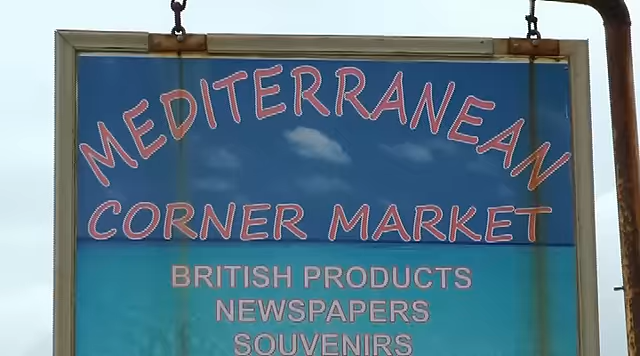 MEDITERRANEAN
CORNER MARKET
BRITISH PRODUCTS
NEWSPAPERS
SOUVENIRS